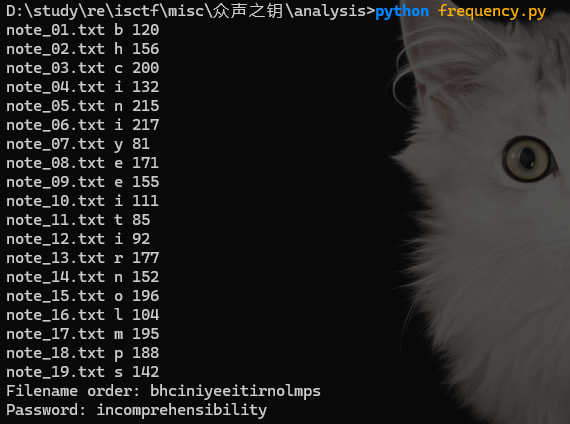 D:\study\re\isctf\misc\众声之钥\analysis>python frequency.py
note_01.txt b 120
note_02.txt h 156
note_03.txt c 200
note_04.txt i 132
note_05.txt n 215
note_06.txt i 217
note_07.txt y 81
note_08.txt e 171
note_09.txt e 155
note_10.txt i 111
note_11.txt t 85
note_12.txt i 92
note_13.txt r 177
note_14.txt n 152
note_15.txt o 196
note_16.txt l 104
note_17.txt m 195
note_18.txt p 188
note_19.txt s 142
Filename order: bhciniyeeitirnolmps
Password: incomprehensibility